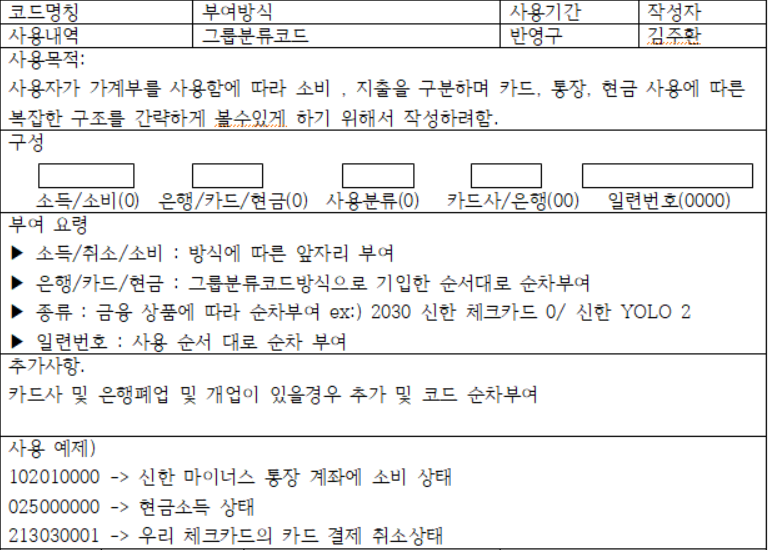 코드명칭 부여방식 사용기간 작성자
사용내역 그룹분류코드 반영구 김주환
사용목적:
사용자가 가계부를 사용함에 따라 소비 , 지출을 구분하며 카드, 통장, 현금 사용에 따른
복잡한 구조를 간략하게 볼수있게 하기 위해서 작성하려함.
구성
소득/소비(0) 은행/카드/현금(0) 사용분류(0) 카드사/은행(00) 일련번호(0000)
부여 요령
▶ 소득/취소/소비 : 방식에 따른 앞자리 부여
▶ 은행/카드/현금 : 그룹분류코드방식으로 기입한 순서대로 순차부여
▶ 종류 : 금융 상품에 따라 순차부여 ex:) 2030 신한 체크카드 0/ 신한 YOLO 2
▶ 일련번호 : 사용 순서 대로 순차 부여
추가사항.
카드사 및 은행폐업 및 개업이 있을경우 추가 및 코드 순차부여
사용 예제)
102010000 -> 신한 마이너스 통장 계좌에 소비 상태
025000000 -> 현금소득 상태
213030001 -> 우리 체크카드의 카드 결제 취소상태